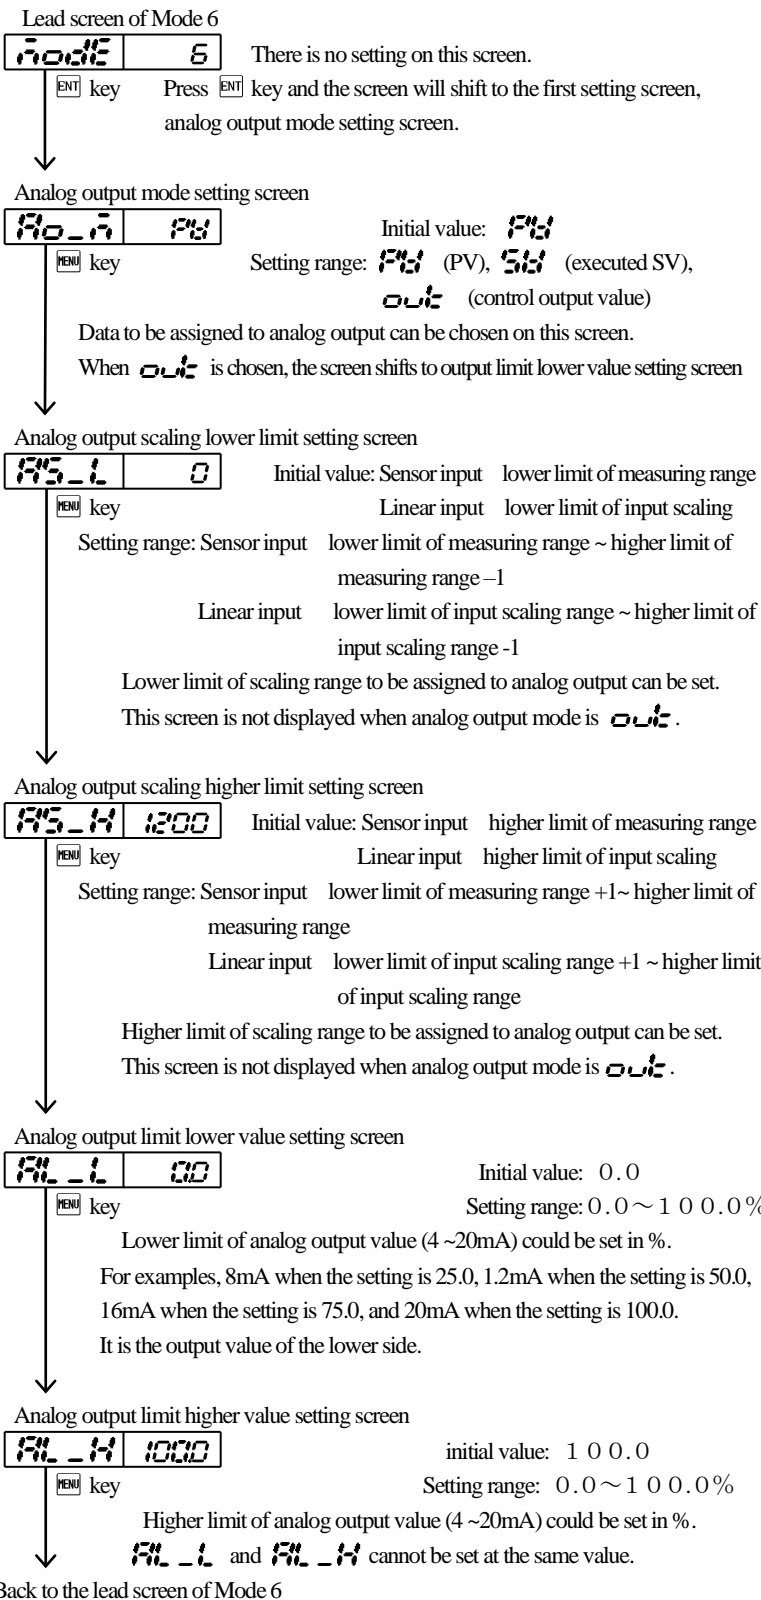 Lead screen of Mode 6
ModE 6 There is no setting on this screen.
ENT key Press ENT key and the screen will shift to the first setting screen,
analog output mode setting screen.
Analog output mode setting screen
Ao_M PV Initial value: PV
MENU key Setting range: PV (PV), SV (executed SV),
out (control output value)
Data to be assigned to analog output can be chosen on this screen.
When out is chosen, the screen shifts to output limit lower value setting screen
Analog output scaling lower limit setting screen
AS_L 0 Initial value: Sensor input lower limit of measuring range
MENU key Linear input lower limit of input scaling
Setting range: Sensor input lower limit of measuring range ~ higher limit of
measuring range –1
Linear input lower limit of input scaling range ~ higher limit of
input scaling range -1
Lower limit of scaling range to be assigned to analog output can be set.
This screen is not displayed when analog output mode is out.
Analog output scaling higher limit setting screen
AS_H 1200 Initial value: Sensor input higher limit of measuring range
MENU key Linear input higher limit of input scaling
Setting range: Sensor input lower limit of measuring range +1~ higher limit of
measuring range
Linear input lower limit of input scaling range +1 ~ higher limit
of input scaling range
Higher limit of scaling range to be assigned to analog output can be set.
This screen is not displayed when analog output mode is out.
Analog output limit lower value setting screen
AL_L 0.0 Initial value: 0.0
MENU key Setting range: 0.0～100.0%
Lower limit of analog output value (4 ~20mA) could be set in %.
For examples, 8mA when the setting is 25.0, 1.2mA when the setting is 50.0,
16mA when the setting is 75.0, and 20mA when the setting is 100.0.
It is the output value of the lower side.
Analog output limit higher value setting screen
AL_H 100.0 initial value: 100.0
MENU key Setting range: 0.0～100.0%
Higher limit of analog output value (4 ~20mA) could be set in %.
AL_L and AL_H cannot be set at the same value.
Back to the lead screen of Mode 6